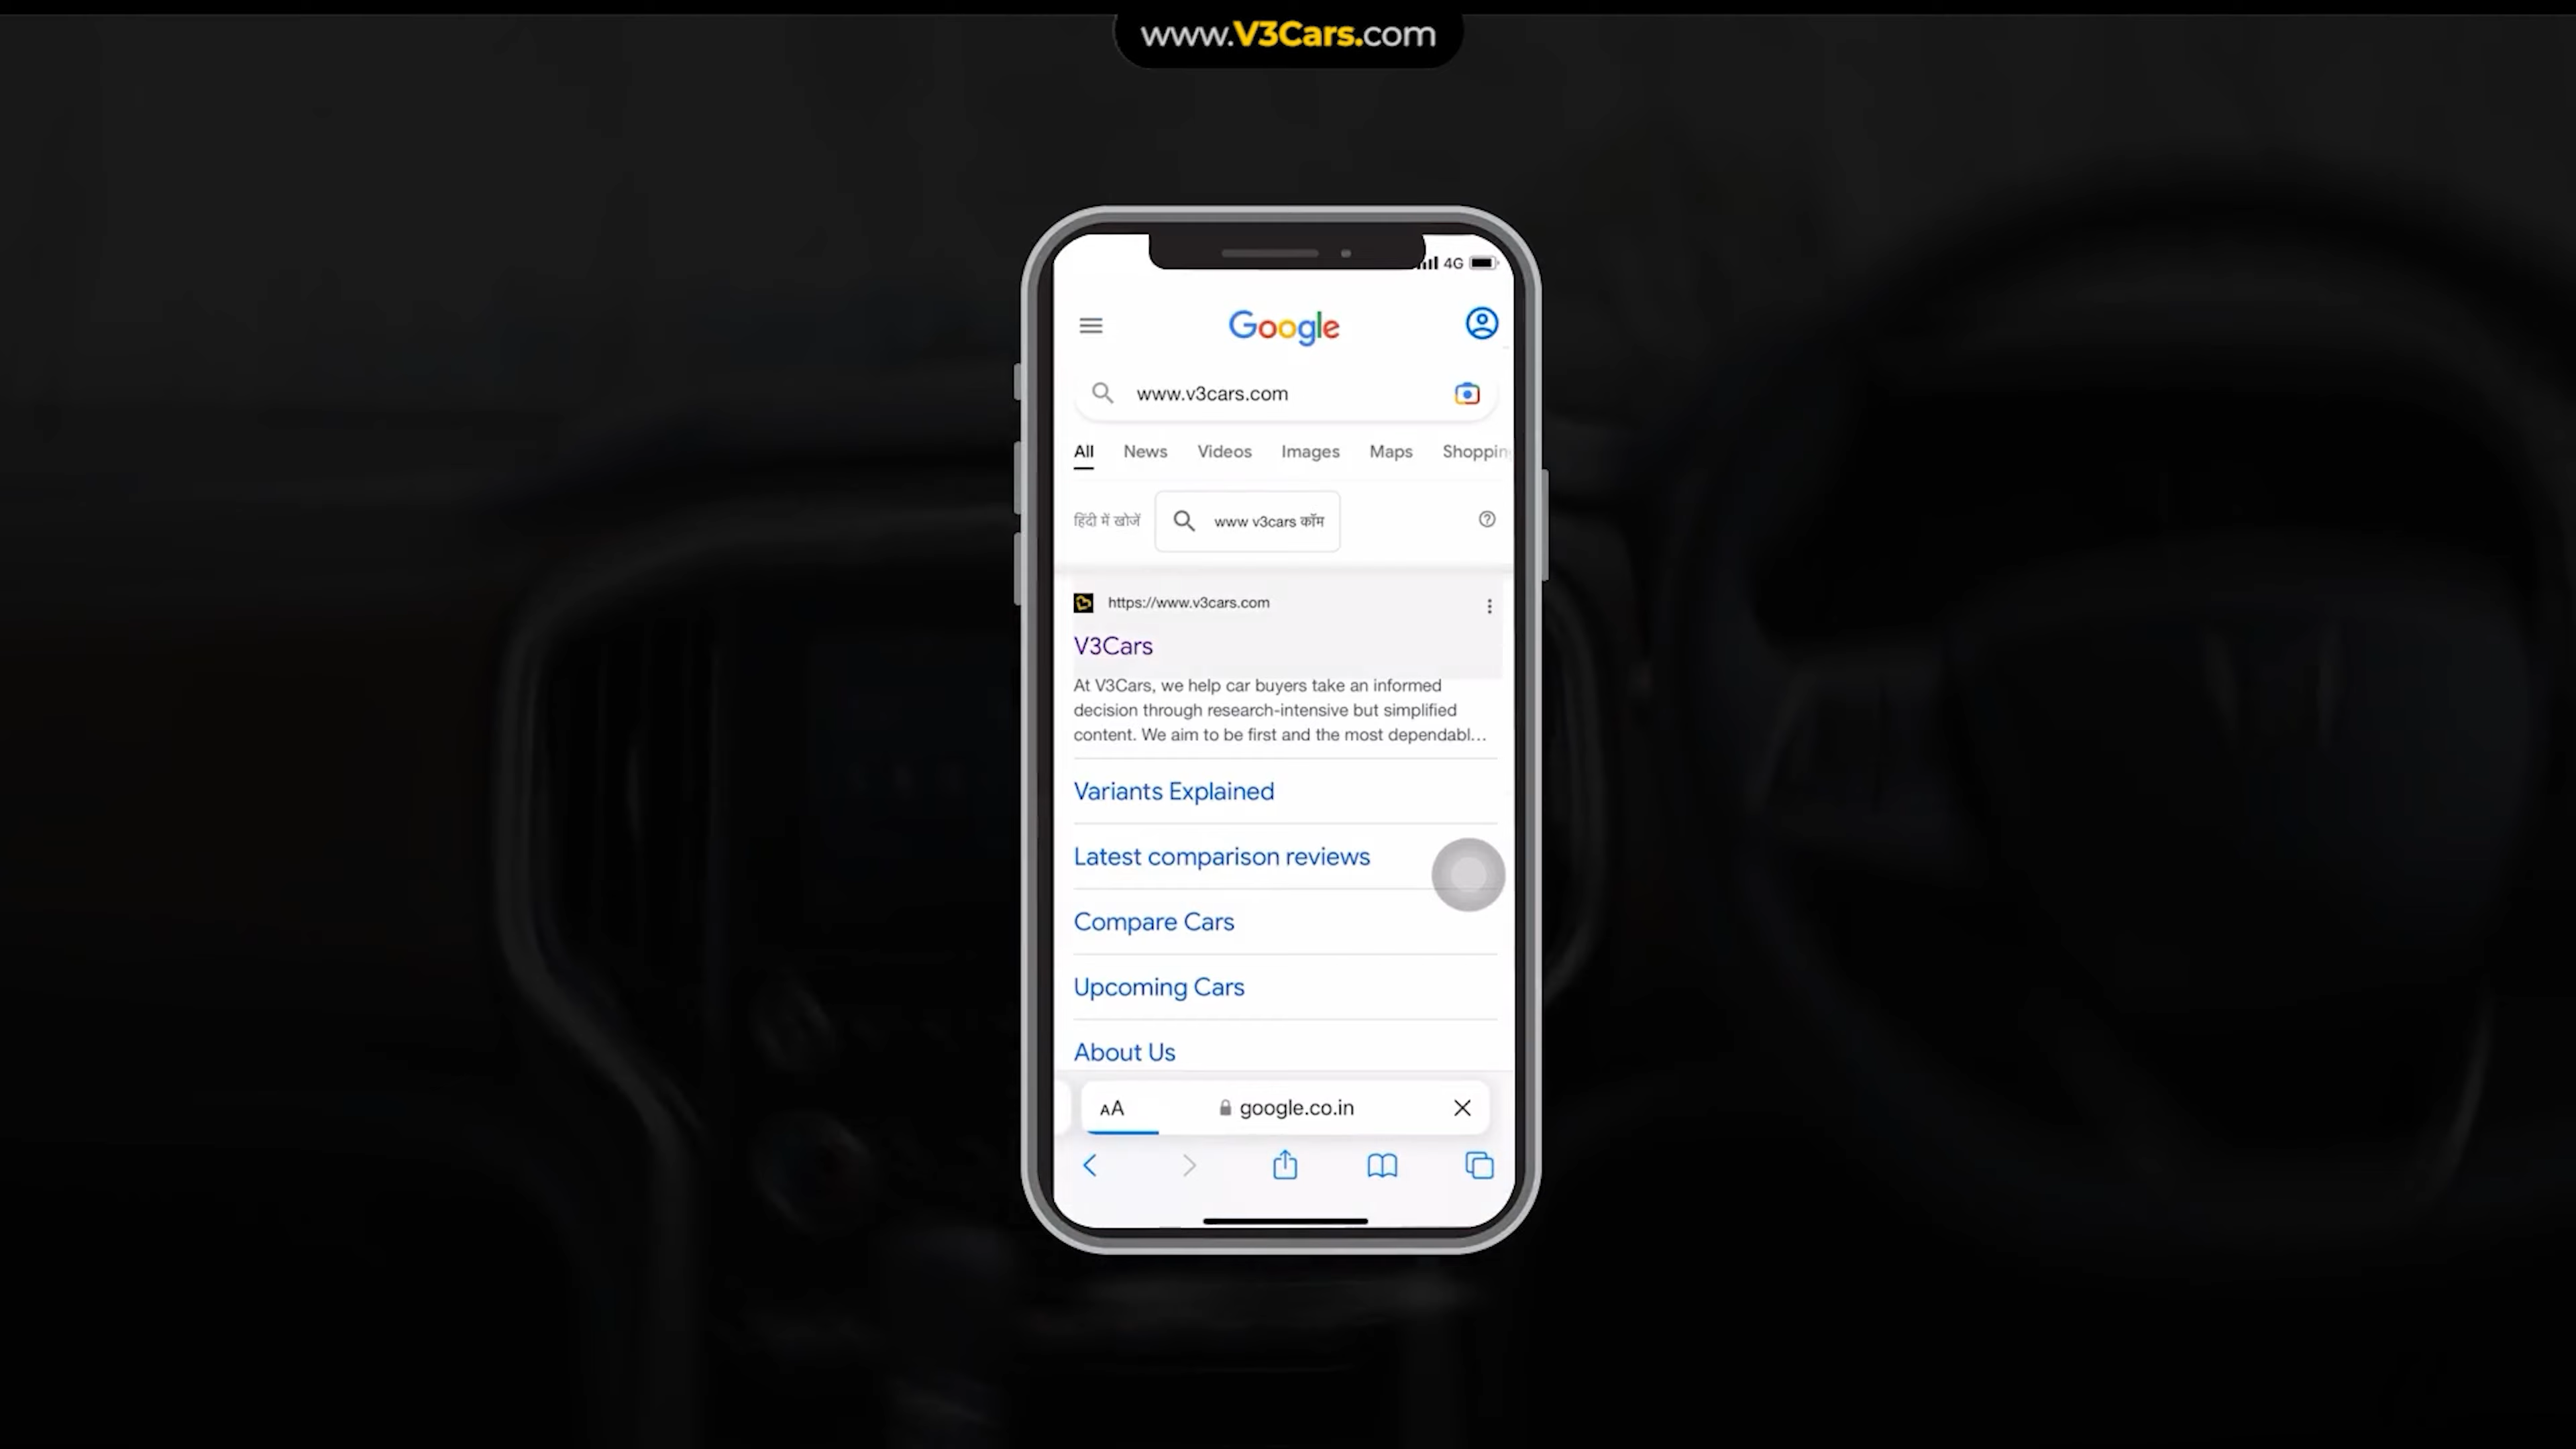 www.V3Cars.com
4G
Google
www.v3cars.com
All News Videos Images Maps Shopping
हिंदी में खोजें www v3cars कॉम
https://www.v3cars.com
V3Cars
At V3Cars, we help car buyers take an informed
decision through research-intensive but simplified
content. We aim to be first and the most dependabl...
Variants Explained
Latest comparison reviews
Compare Cars
Upcoming Cars
About Us
AA google.co.in